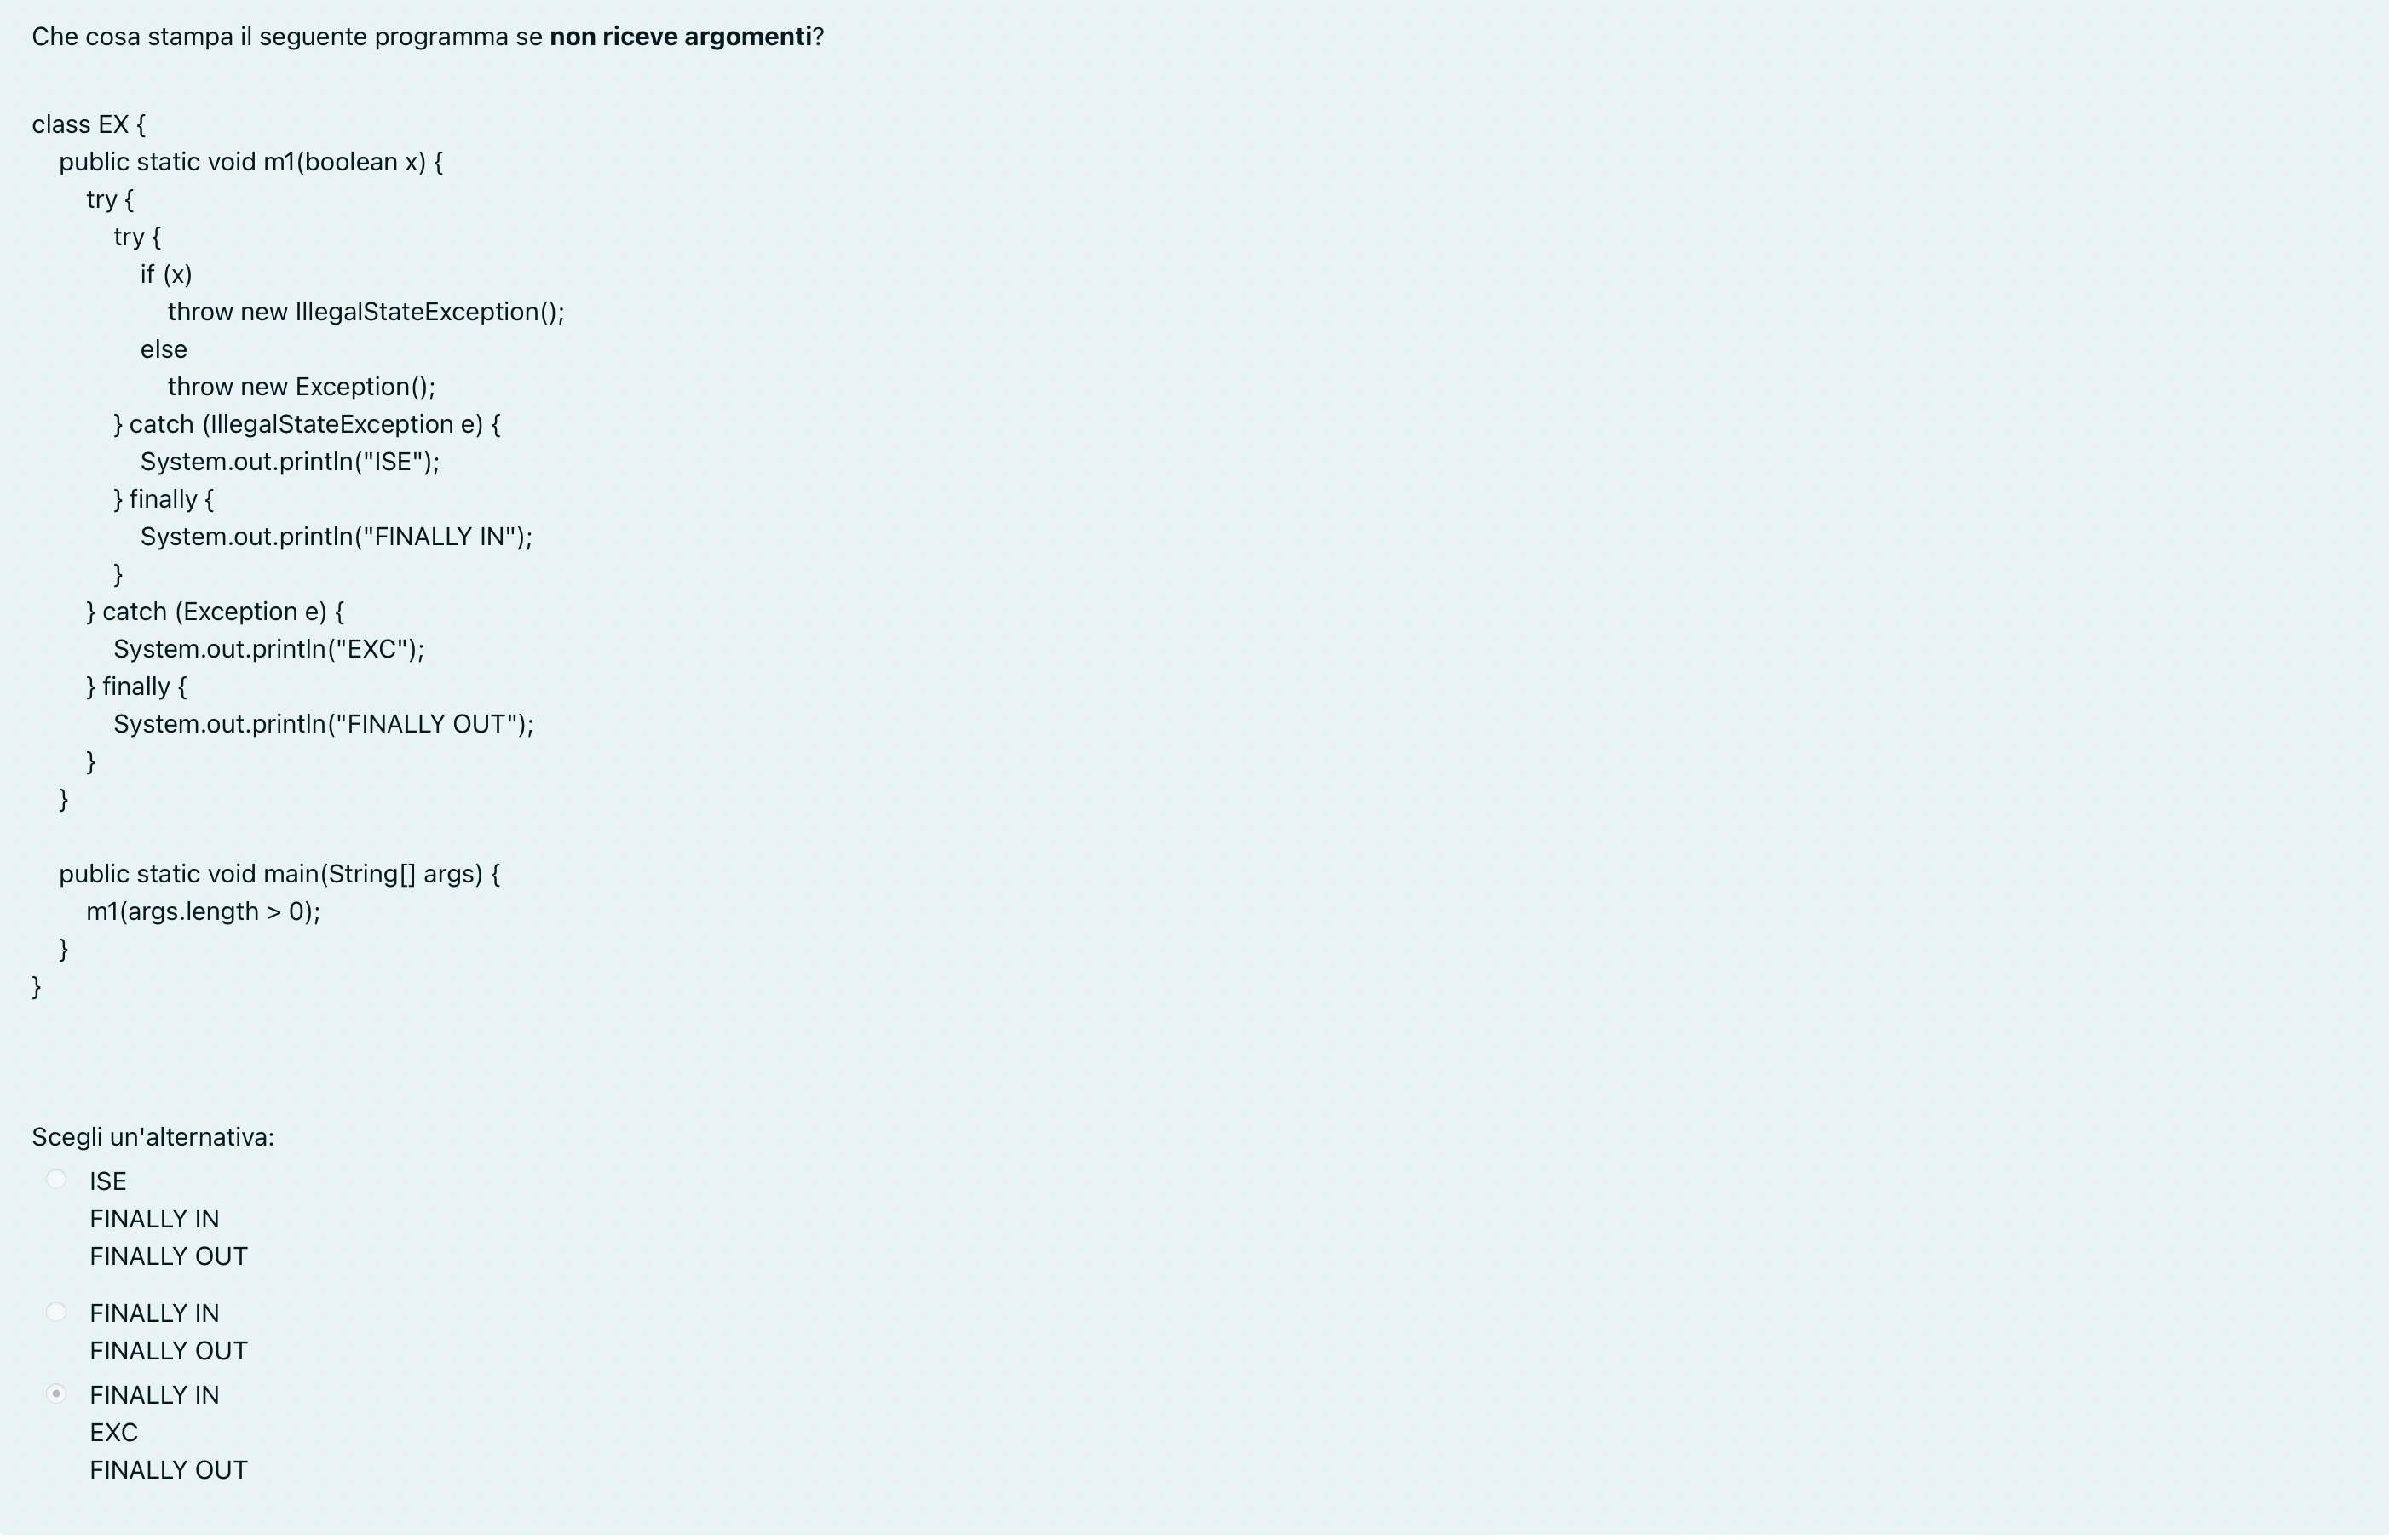 Che cosa stampa il seguente programma se non riceve argomenti?
class EX {
public static void m1(boolean x) {
try {
try {
if (x)
throw new IllegalStateException();
else
throw new Exception();
} catch (IllegalStateException e) {
System.out.println("ISE");
} finally {
System.out.println("FINALLY IN");
}
} catch (Exception e) {
System.out.println("EXC");
} finally {
System.out.println("FINALLY OUT");
}
}
public static void main(String[] args) {
m1(args.length > 0);
}
}
Scegli un'alternativa:
ISE
FINALLY IN
FINALLY OUT
FINALLY IN
FINALLY OUT
FINALLY IN
EXC
FINALLY OUT